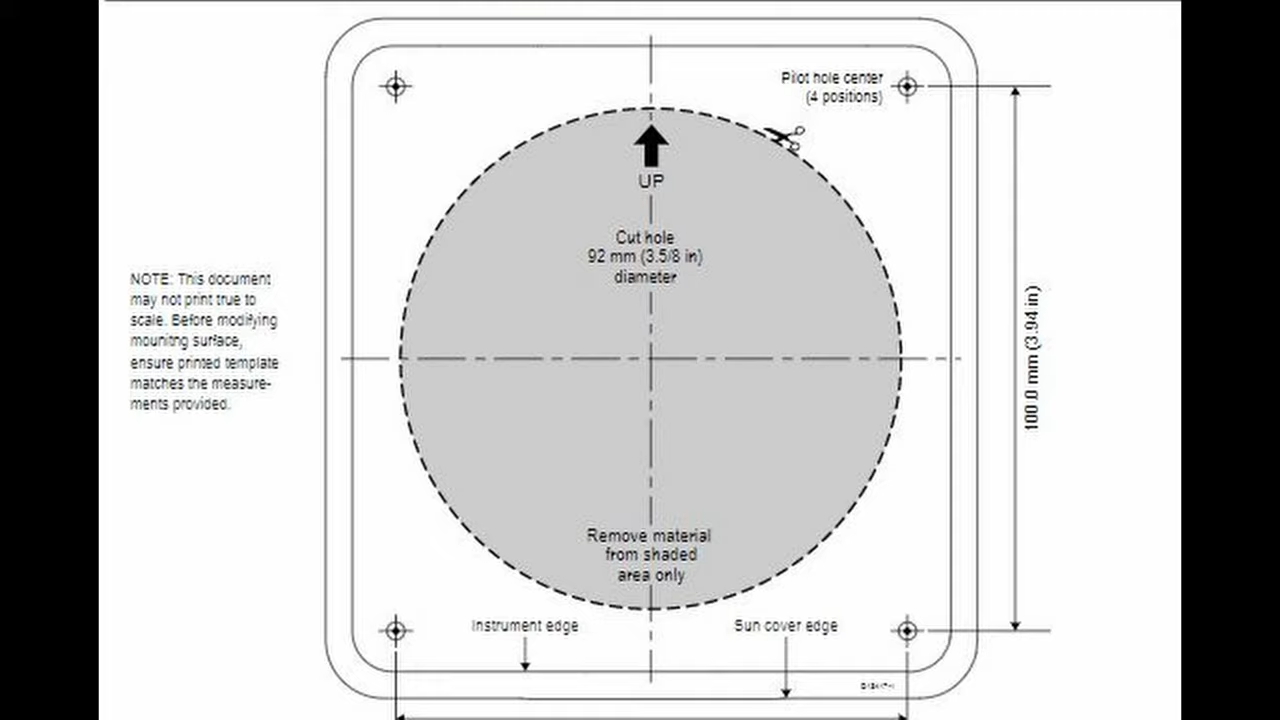 Pilot hole center
(4 positions)
UP
Cut hole
92 mm (3.5/8 in)
diameter
NOTE: This document
may not print true to
scale. Before modifying
mounitng surface,
ensure printed template
matches the measure-
ments provided.
100.0 mm (3.94 in)
Remove material
from shaded
area only
Instrument edge
Sun cover edge